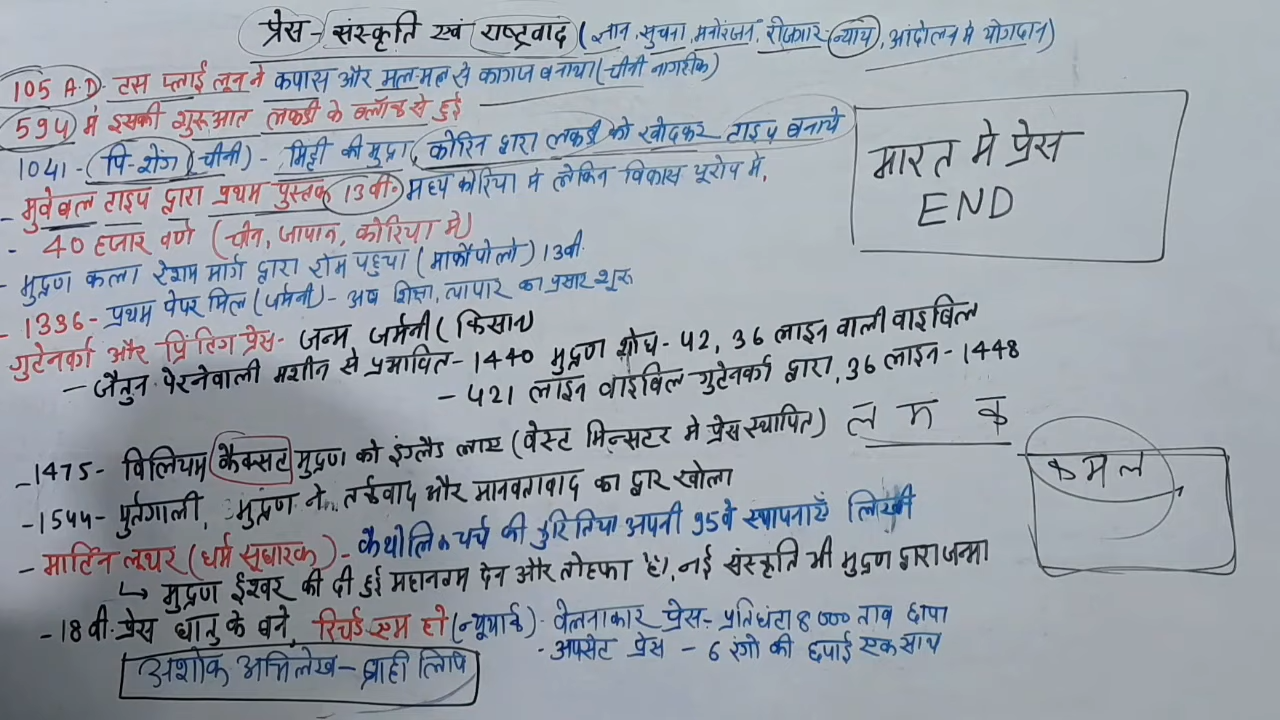 प्रेस - संस्कृति एवं राष्ट्रवाद (ज्ञान, सुचना, मनोरंजन, रोजगार, न्याय, आंदोलन मे योगदान)
105 A.D. टस प्लाई लून ने कपास और मलमल से कागज बनाया (चीनी नागरीक)
594 में इसकी शुरूआत लकडी के ब्लॉक से हुई
1041 - पि-शेंग (चीनी) - मिट्टी की मुद्रा, कोरिन द्वारा लकडी को खोदकर टाइप बनाये
- मुवेबल टाइप द्वारा प्रथम पुस्तक 13वी. मध्य कोरिया मे लेकिन विकास यूरोप मे.
- 40 हजार वर्ण (चीन, जापान, कोरिया मे)
- मुद्रण कला रेशम मार्ग द्वारा रोम पहुचा (मार्कोपोलो) 13वी.
- 1336 - प्रथम पेपर मिल (जर्मनी) - अब शिक्षा, व्यापार का प्रसार शुरू
गुटेनबर्ग और प्रिंटिग प्रेस - जन्म जर्मनी (किसान)
- जैतुन पेरनेवाली मशीन से प्रभावित - 1440 मुद्रण शोध - 42, 36 लाइन वाली बाइबिल
- 421 लाइन बाइबिल गुटेनबर्ग द्वारा, 36 लाइन - 1448
- 1475 - विलियम कैक्सट मुद्रण को इंग्लैंड लाए (वेस्ट मिन्सटर मे प्रेस स्थापित)
- 1544 - पुर्तगाली, मुद्रण ने तर्कवाद और मानवतावाद का द्वार खोला
- मार्टिन लूथर (धर्म सूधारक) - कैथोलिक चर्च की कुरितिया अपनी 95वे स्थापनाएँ लिखी
↳ मुद्रण ईश्वर की दी हुई महानतम देन और तोहफा है, नई संस्कृति भी मुद्रण द्वारा जन्मा
- 18 वी. प्रेस धातु के बने, रिचर्ड एम हो (न्यूयार्क) - वेलनाकार प्रेस - प्रतिघंटा 8000 ताव छापा
- अफसेट प्रेस - 6 रंगो की छपाई एक साथ
अशोक अभिलेख - ब्राही लिपि
भारत मे प्रेस
END
ल म क
कमल